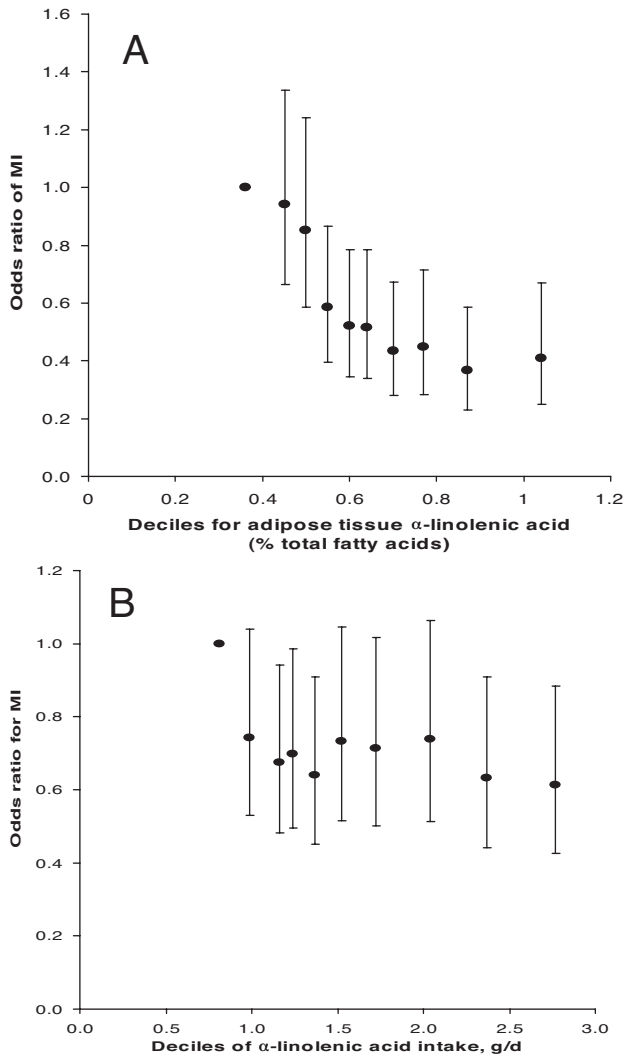 A
Odds ratio of MI
1.6
1.4
1.2
1.0
0.8
0.6
0.4
0.2
0.0
0 0.2 0.4 0.6 0.8 1 1.2
Deciles for adipose tissue α-linolenic acid
(% total fatty acids)
B
Odds ratio for MI
1.2
1.0
0.8
0.6
0.4
0.2
0.0
0.0 0.5 1.0 1.5 2.0 2.5 3.0
Deciles of α-linolenic acid intake, g/d